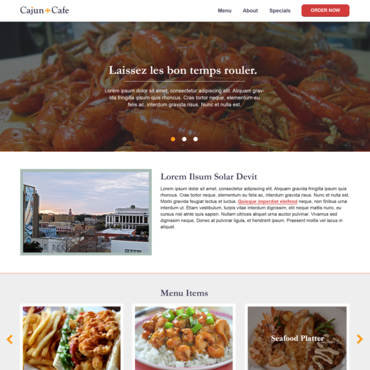 Cajun Cafe
Menu About Specials ORDER NOW
Laissez les bon temps rouler.
Lorem ipsum dolor sit amet, consectetur adipiscing elit. Aliquam grav-
ida fringilla ipsum quis rhoncus. Cras tortor neque, elementum eu
felis ac, interdum gravida risus. Nunc et nulla est.
Lorem Ilsum Solar Devit
Lorem ipsum dolor sit amet, consectetur adipiscing elit. Aliquam gravida fringilla ipsum quis
rhoncus. Cras tortor neque, elementum eu felis ac, interdum gravida risus. Nunc et nulla est.
Morbi gravida feugiat lectus et euismod. Quisque imperdiet eleifend neque, non finibus urna
interdum ut. Etiam vestibulum, turpis vitae interdum dignissim, elit neque mattis nunc, eu
cursus nisl ante quis sapien. Nullam ultricies aliquet urna auctor pulvinar. Vivamus sed
dignissim neque. Donec at pulvinar ligula, et hendrerit ipsum. Praesent mollis vel lacus in
aliquet.
Menu Items
Seafood Platter